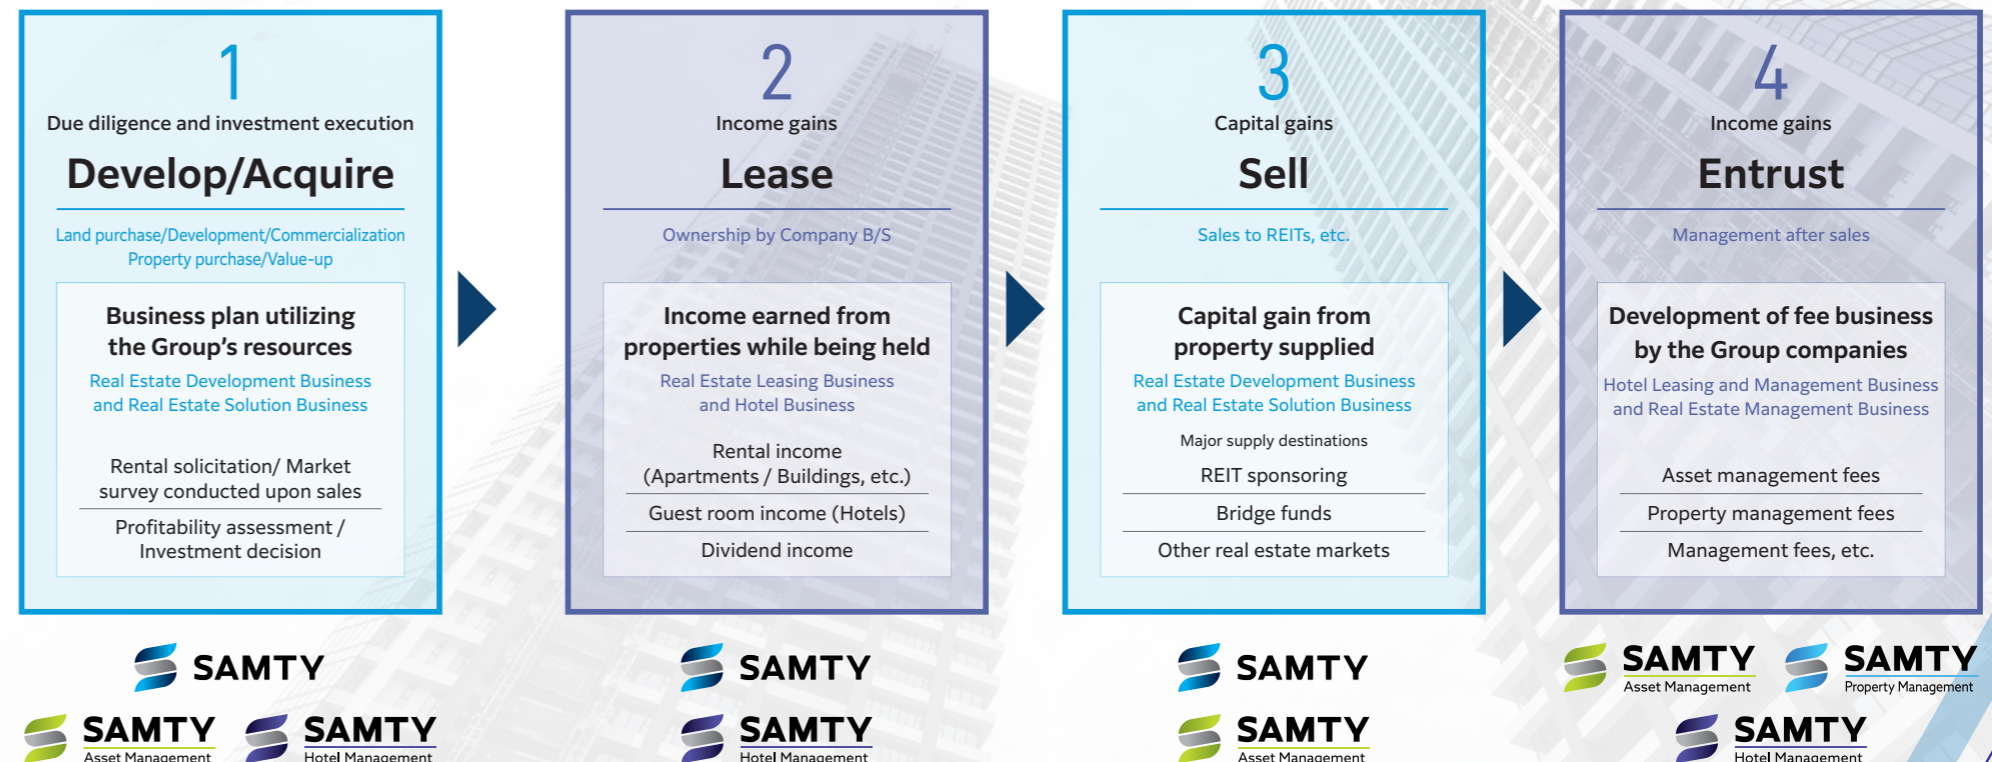 1
Due diligence and investment execution
Develop/Acquire
Land purchase/Development/Commercialization
Property purchase/Value-up
Business plan utilizing
the Group's resources
Real Estate Development Business
and Real Estate Solution Business
Rental solicitation/ Market
survey conducted upon sales
Profitability assessment /
Investment decision
SAMTY
SAMTY
Asset Management
SAMTY
Hotel Management
2
Income gains
Lease
Ownership by Company B/S
Income earned from
properties while being held
Real Estate Leasing Business
and Hotel Business
Rental income
(Apartments / Buildings, etc.)
Guest room income (Hotels)
Dividend income
SAMTY
SAMTY
Hotel Management
3
Capital gains
Sell
Sales to REITs, etc.
Capital gain from
property supplied
Real Estate Development Business
and Real Estate Solution Business
Major supply destinations
REIT sponsoring
Bridge funds
Other real estate markets
SAMTY
SAMTY
Asset Management
4
Income gains
Entrust
Management after sales
Development of fee business
by the Group companies
Hotel Leasing and Management Business
and Real Estate Management Business
Asset management fees
Property management fees
Management fees, etc.
SAMTY
Asset Management
SAMTY
Property Management
SAMTY
Hotel Management